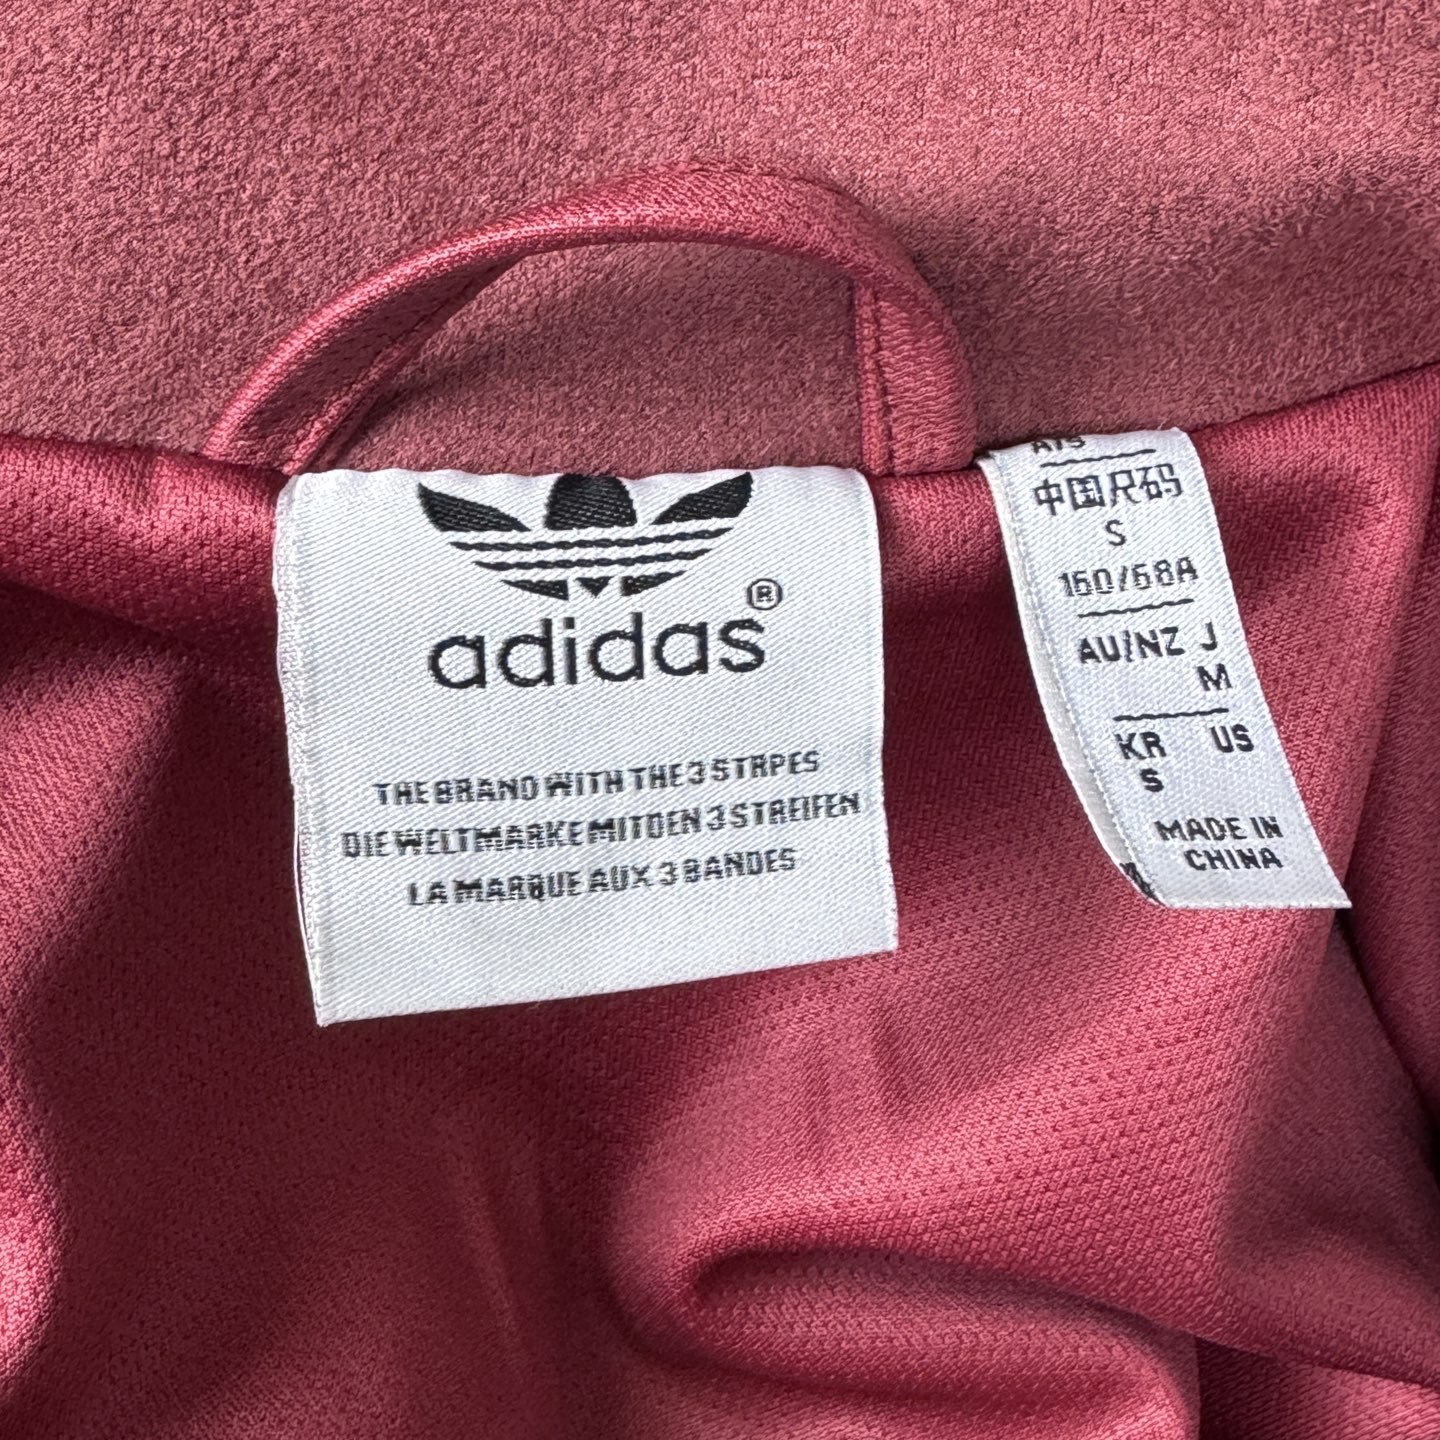 adidas ®
THE BRAND WITH THE 3 STRPES
DIE WELTMARKE MIT DEN 3 STREIFEN
LA MARQUE AUX 3 BANDES
A/S
中国尺码
S
160/68A
AU/NZ J
M
KR US
S
MADE IN
CHINA